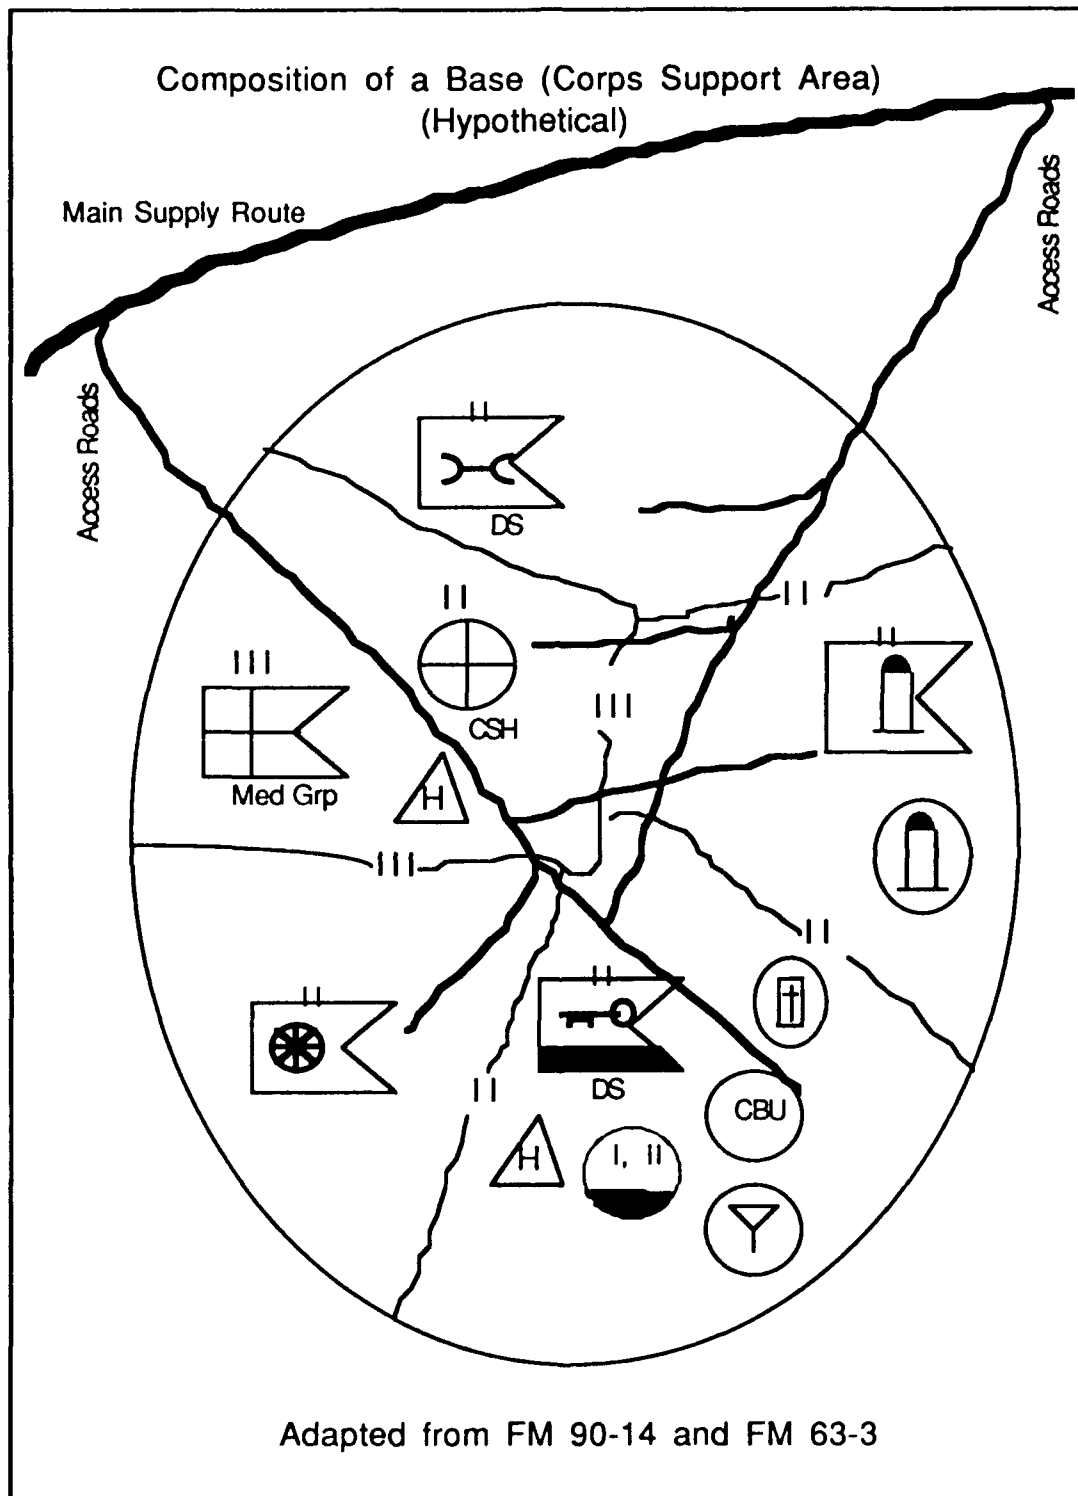 Composition of a Base (Corps Support Area)
(Hypothetical)
Main Supply Route
Access Roads
Access Roads
II
DS
II
II
CSH
III
Med Grp
H
III
II
III
II
II
II
DS
II
CBU
H
I, II
Adapted from FM 90-14 and FM 63-3